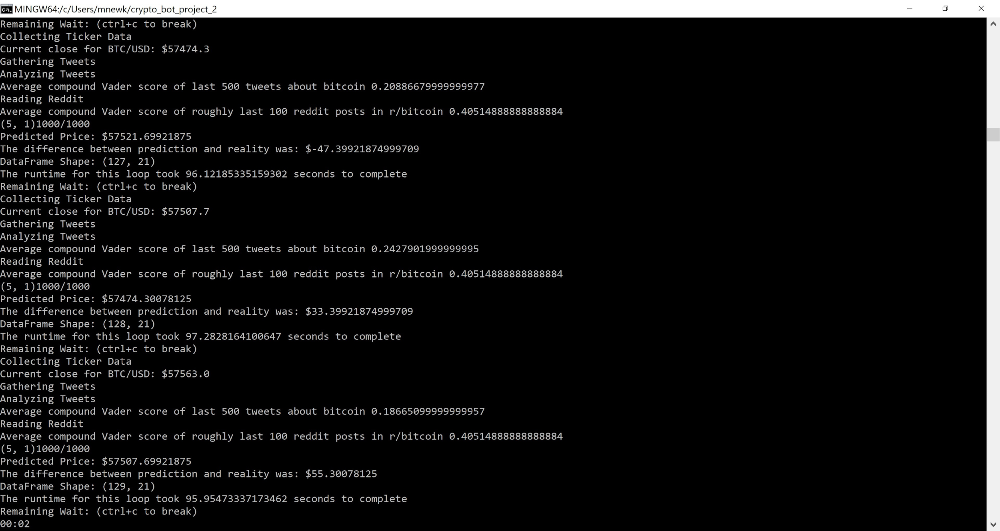 MINGW64:/c/Users/mnewk/crypto_bot_project_2
Remaining Wait: (ctrl+c to break)
Collecting Ticker Data
Current close for BTC/USD: $57474.3
Gathering Tweets
Analyzing Tweets
Average compound Vader score of last 500 tweets about bitcoin 0.20886679999999977
Reading Reddit
Average compound Vader score of roughly last 100 reddit posts in r/bitcoin 0.40514888888888884
(5, 1)1000/1000
Predicted Price: $57521.69921875
The difference between prediction and reality was: $-47.39921874999709
DataFrame Shape: (127, 21)
The runtime for this loop took 96.12185335159302 seconds to complete
Remaining Wait: (ctrl+c to break)
Collecting Ticker Data
Current close for BTC/USD: $57507.7
Gathering Tweets
Analyzing Tweets
Average compound Vader score of last 500 tweets about bitcoin 0.2427901999999995
Reading Reddit
Average compound Vader score of roughly last 100 reddit posts in r/bitcoin 0.40514888888888884
(5, 1)1000/1000
Predicted Price: $57474.30078125
The difference between prediction and reality was: $33.39921874999709
DataFrame Shape: (128, 21)
The runtime for this loop took 97.2828164100647 seconds to complete
Remaining Wait: (ctrl+c to break)
Collecting Ticker Data
Current close for BTC/USD: $57563.0
Gathering Tweets
Analyzing Tweets
Average compound Vader score of last 500 tweets about bitcoin 0.18665099999999957
Reading Reddit
Average compound Vader score of roughly last 100 reddit posts in r/bitcoin 0.40514888888888884
(5, 1)1000/1000
Predicted Price: $57507.69921875
The difference between prediction and reality was: $55.30078125
DataFrame Shape: (129, 21)
The runtime for this loop took 95.95473337173462 seconds to complete
Remaining Wait: (ctrl+c to break)
00:02